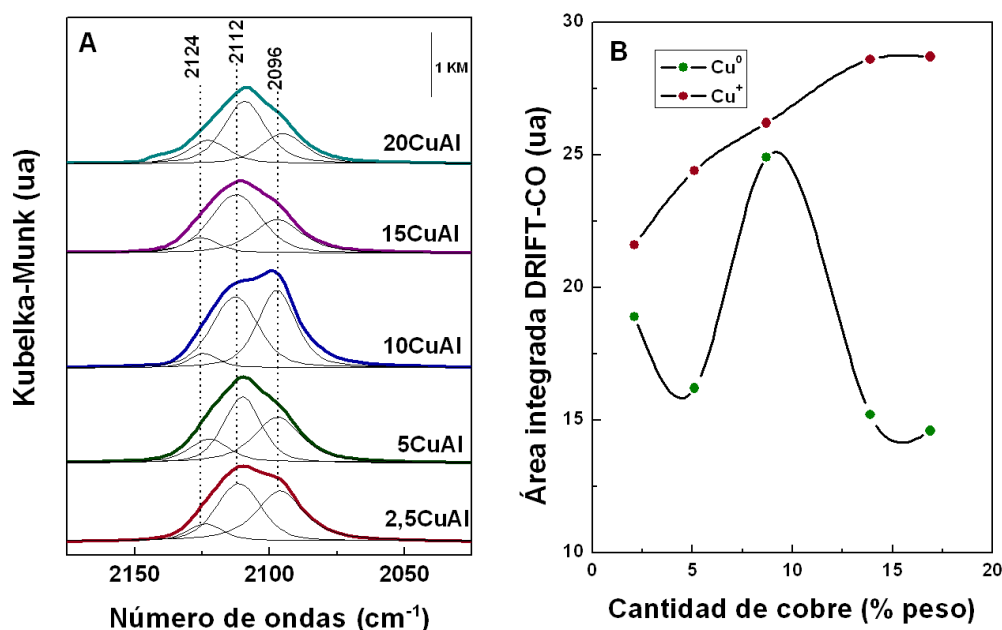 A
2124
2112
2096
1 KM
20CuAl
15CuAl
10CuAl
5CuAl
2,5CuAl
Kubelka-Munk (ua)
2150
2100
2050
Número de ondas (cm⁻¹)
B
Cu⁰
Cu⁺
Área integrada DRIFT-CO (ua)
30
25
20
15
10
0
5
10
15
20
Cantidad de cobre (% peso)